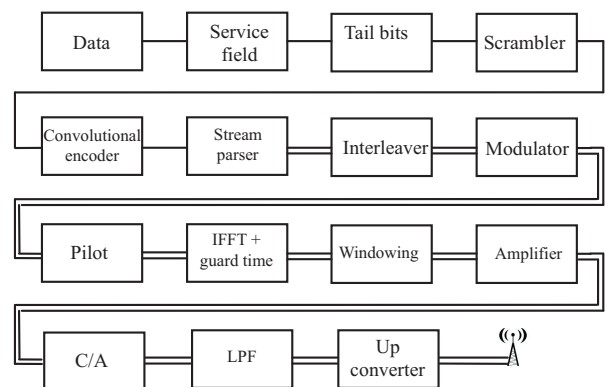 Data
Service
field
Tail bits
Scrambler
Convolutional
encoder
Stream
parser
Interleaver
Modulator
Pilot
IFFT +
guard time
Windowing
Amplifier
C/A
LPF
Up
converter